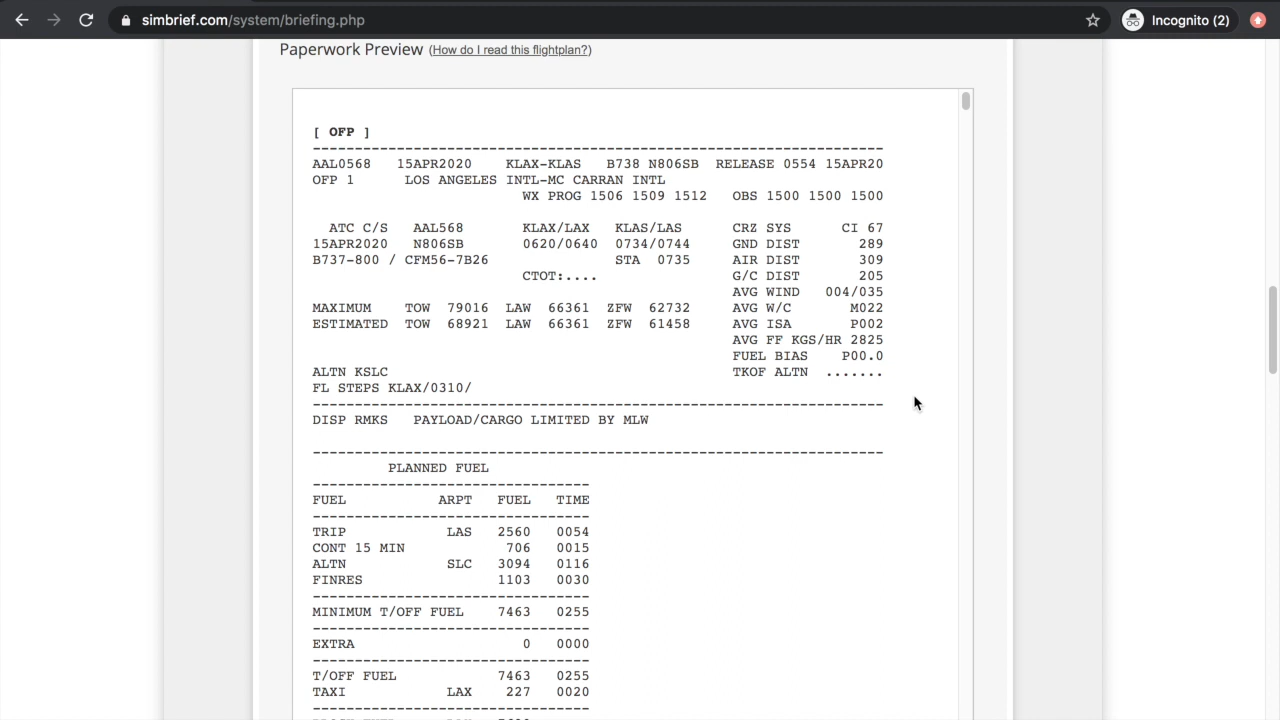 simbrief.com/system/briefing.php
Incognito (2)
Paperwork Preview (How do I read this flightplan?)
[ OFP ]
--------------------------------------------------------------------
AAL0568   15APR2020    KLAX-KLAS   B738 N806SB  RELEASE 0554 15APR20
OFP 1      LOS ANGELES INTL-MC CARRAN INTL
WX PROG 1506 1509 1512   OBS 1500 1500 1500
ATC C/S   AAL568       KLAX/LAX   KLAS/LAS      CRZ SYS       CI 67
15APR2020   N806SB       0620/0640  0734/0744     GND DIST        289
B737-800 / CFM56-7B26               STA  0735     AIR DIST        309
CTOT:....                G/C DIST        205
AVG WIND   004/035
MAXIMUM    TOW  79016  LAW  66361  ZFW  62732     AVG W/C        M022
ESTIMATED  TOW  68921  LAW  66361  ZFW  61458     AVG ISA        P002
AVG FF KGS/HR 2825
FUEL BIAS    P00.0
ALTN KSLC                                         TKOF ALTN  .......
FL STEPS KLAX/0310/
--------------------------------------------------------------------
DISP RMKS   PAYLOAD/CARGO LIMITED BY MLW
--------------------------------------------------------------------
PLANNED FUEL
---------------------------------
FUEL           ARPT   FUEL   TIME
---------------------------------
TRIP            LAS   2560   0054
CONT 15 MIN            706   0015
ALTN            SLC   3094   0116
FINRES                1103   0030
---------------------------------
MINIMUM T/OFF FUEL    7463   0255
---------------------------------
EXTRA                    0   0000
---------------------------------
T/OFF FUEL            7463   0255
TAXI            LAX    227   0020
---------------------------------